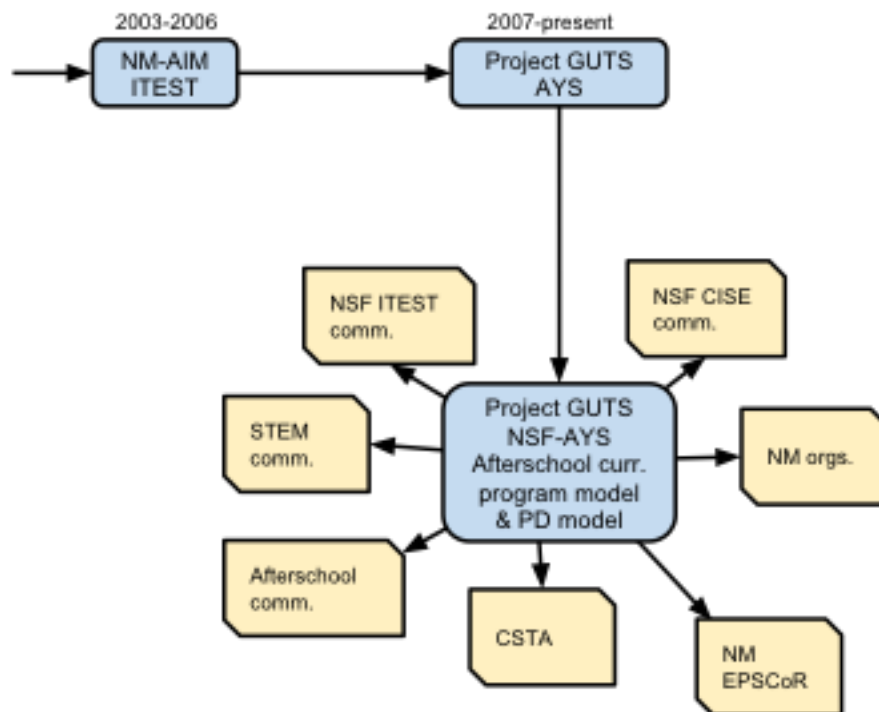 2003-2006
2007-present
NM-AIM
ITEST
Project GUTS
AYS
NSF ITEST
comm.
NSF CISE
comm.
Project GUTS
NSF-AYS
Afterschool curr.
program model
& PD model
STEM
comm.
NM orgs.
Afterschool
comm.
CSTA
NM
EPSCoR